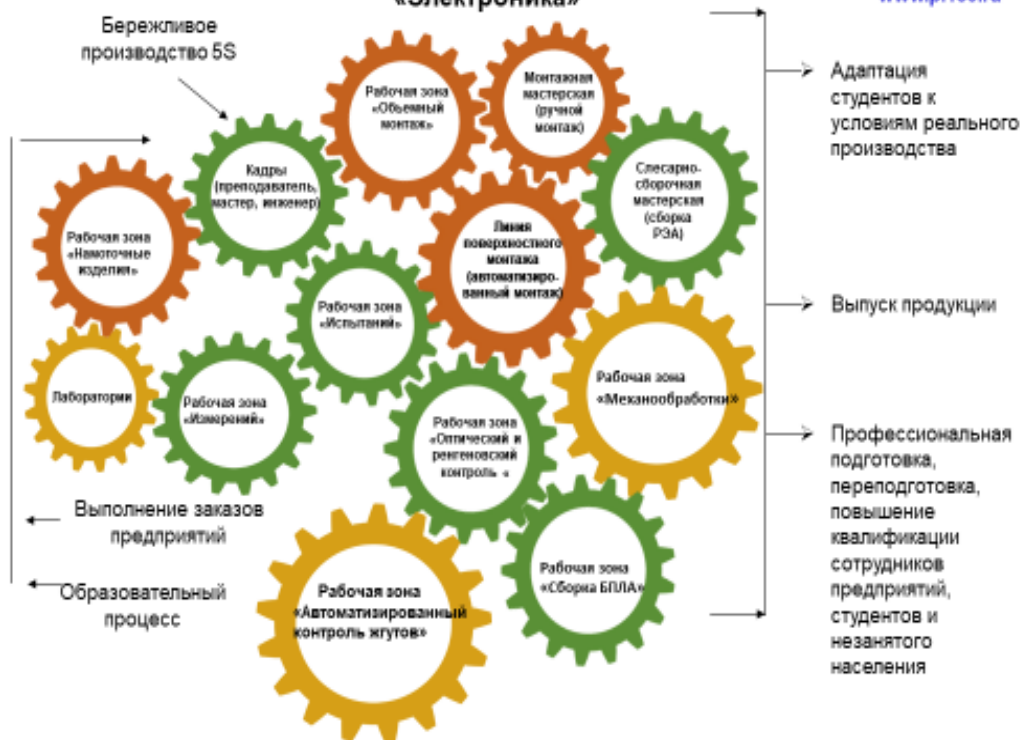 «Электроника»
Бережливое
производство 5S
Рабочая зона
«Объемный
монтаж»
Монтажная
мастерская
(ручной
монтаж)
Адаптация
студентов к
условиям реального
производства
Кадры
(преподаватель,
мастер, инженер)
Слесарно-
сборочная
мастерская
(сборка
РЭА)
Рабочая зона
«Намоточные
изделия»
Линия
поверхностного
монтажа
(автоматизиро-
ванный монтаж)
Рабочая зона
«Испытаний»
Выпуск продукции
Лаборатории
Рабочая зона
«Измерений»
Рабочая зона
«Механообработки»
Рабочая зона
«Оптический и
ренгеновский
контроль «
Профессиональная
подготовка,
переподготовка,
повышение
квалификации
сотрудников
предприятий,
студентов и
незанятого
населения
Выполнение заказов
предприятий
Образовательный
процесс
Рабочая зона
«Автоматизированный
контроль жгутов»
Рабочая зона
«Сборка БПЛА»